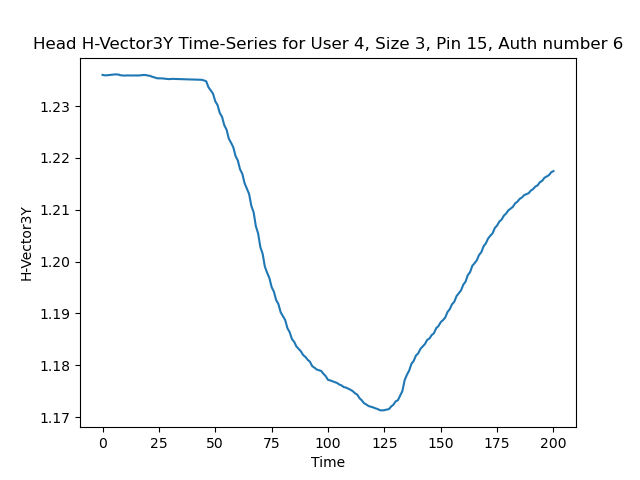 Head H-Vector3Y Time-Series for User 4, Size 3, Pin 15, Auth number 6
H-Vector3Y
1.23
1.22
1.21
1.20
1.19
1.18
1.17
0 25 50 75 100 125 150 175 200
Time